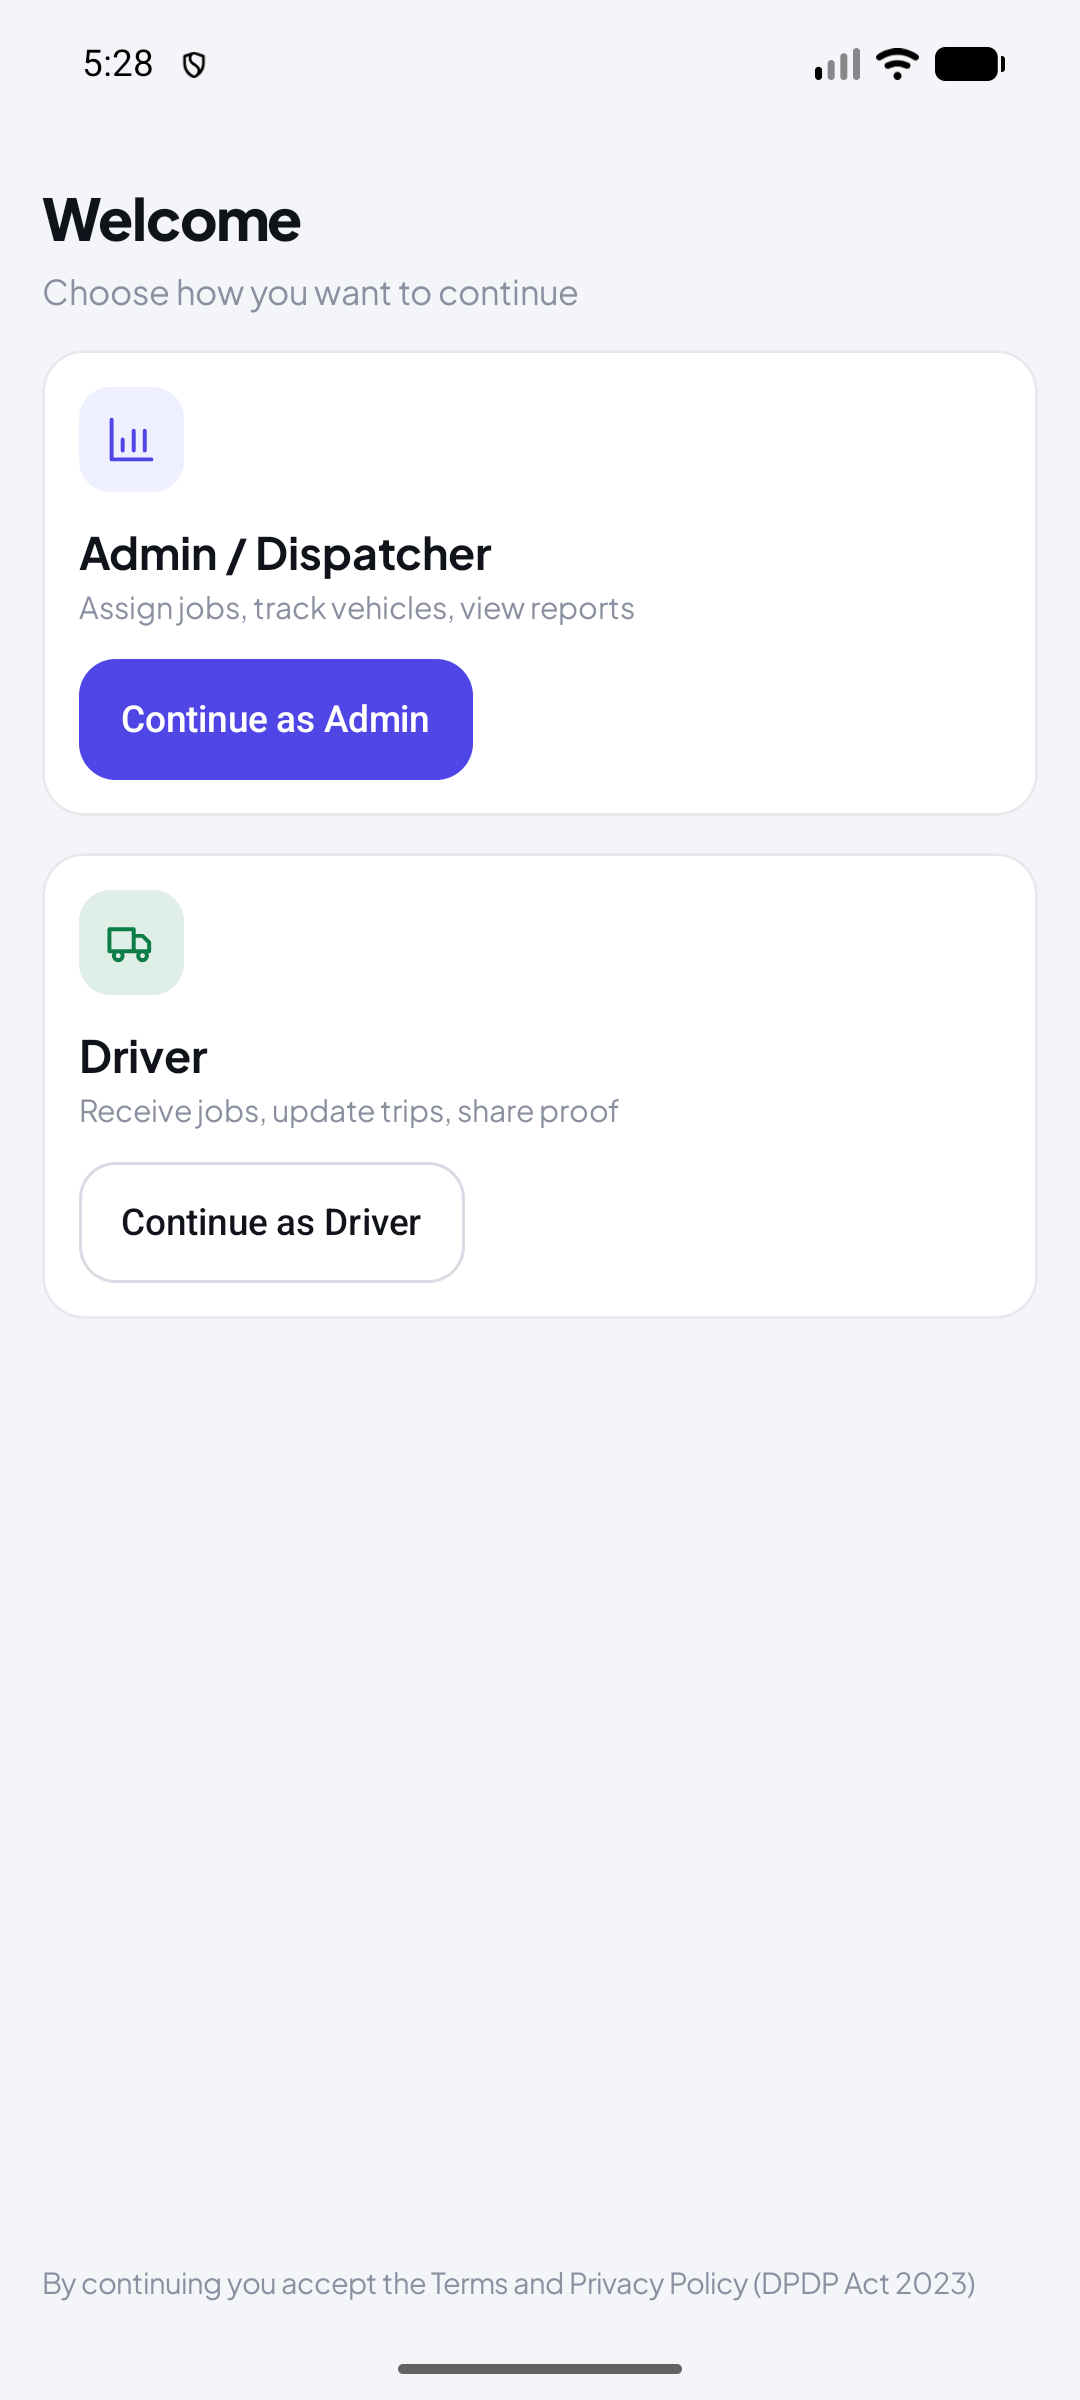 5:28
Welcome
Choose how you want to continue
Admin / Dispatcher
Assign jobs, track vehicles, view reports
Continue as Admin
Driver
Receive jobs, update trips, share proof
Continue as Driver
By continuing you accept the Terms and Privacy Policy (DPDP Act 2023)